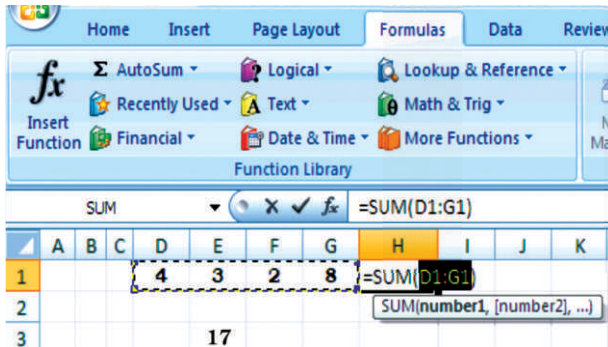 Home Insert Page Layout Formulas Data Review
fx Insert Function
Σ AutoSum Logical Lookup & Reference
Recently Used A Text θ Math & Trig
Financial Date & Time More Functions
Function Library
SUM fx =SUM(D1:G1)
A B C D E F G H I J K
1 4 3 2 8 =SUM(D1:G1)
2 SUM(number1, [number2], ...)
3 17